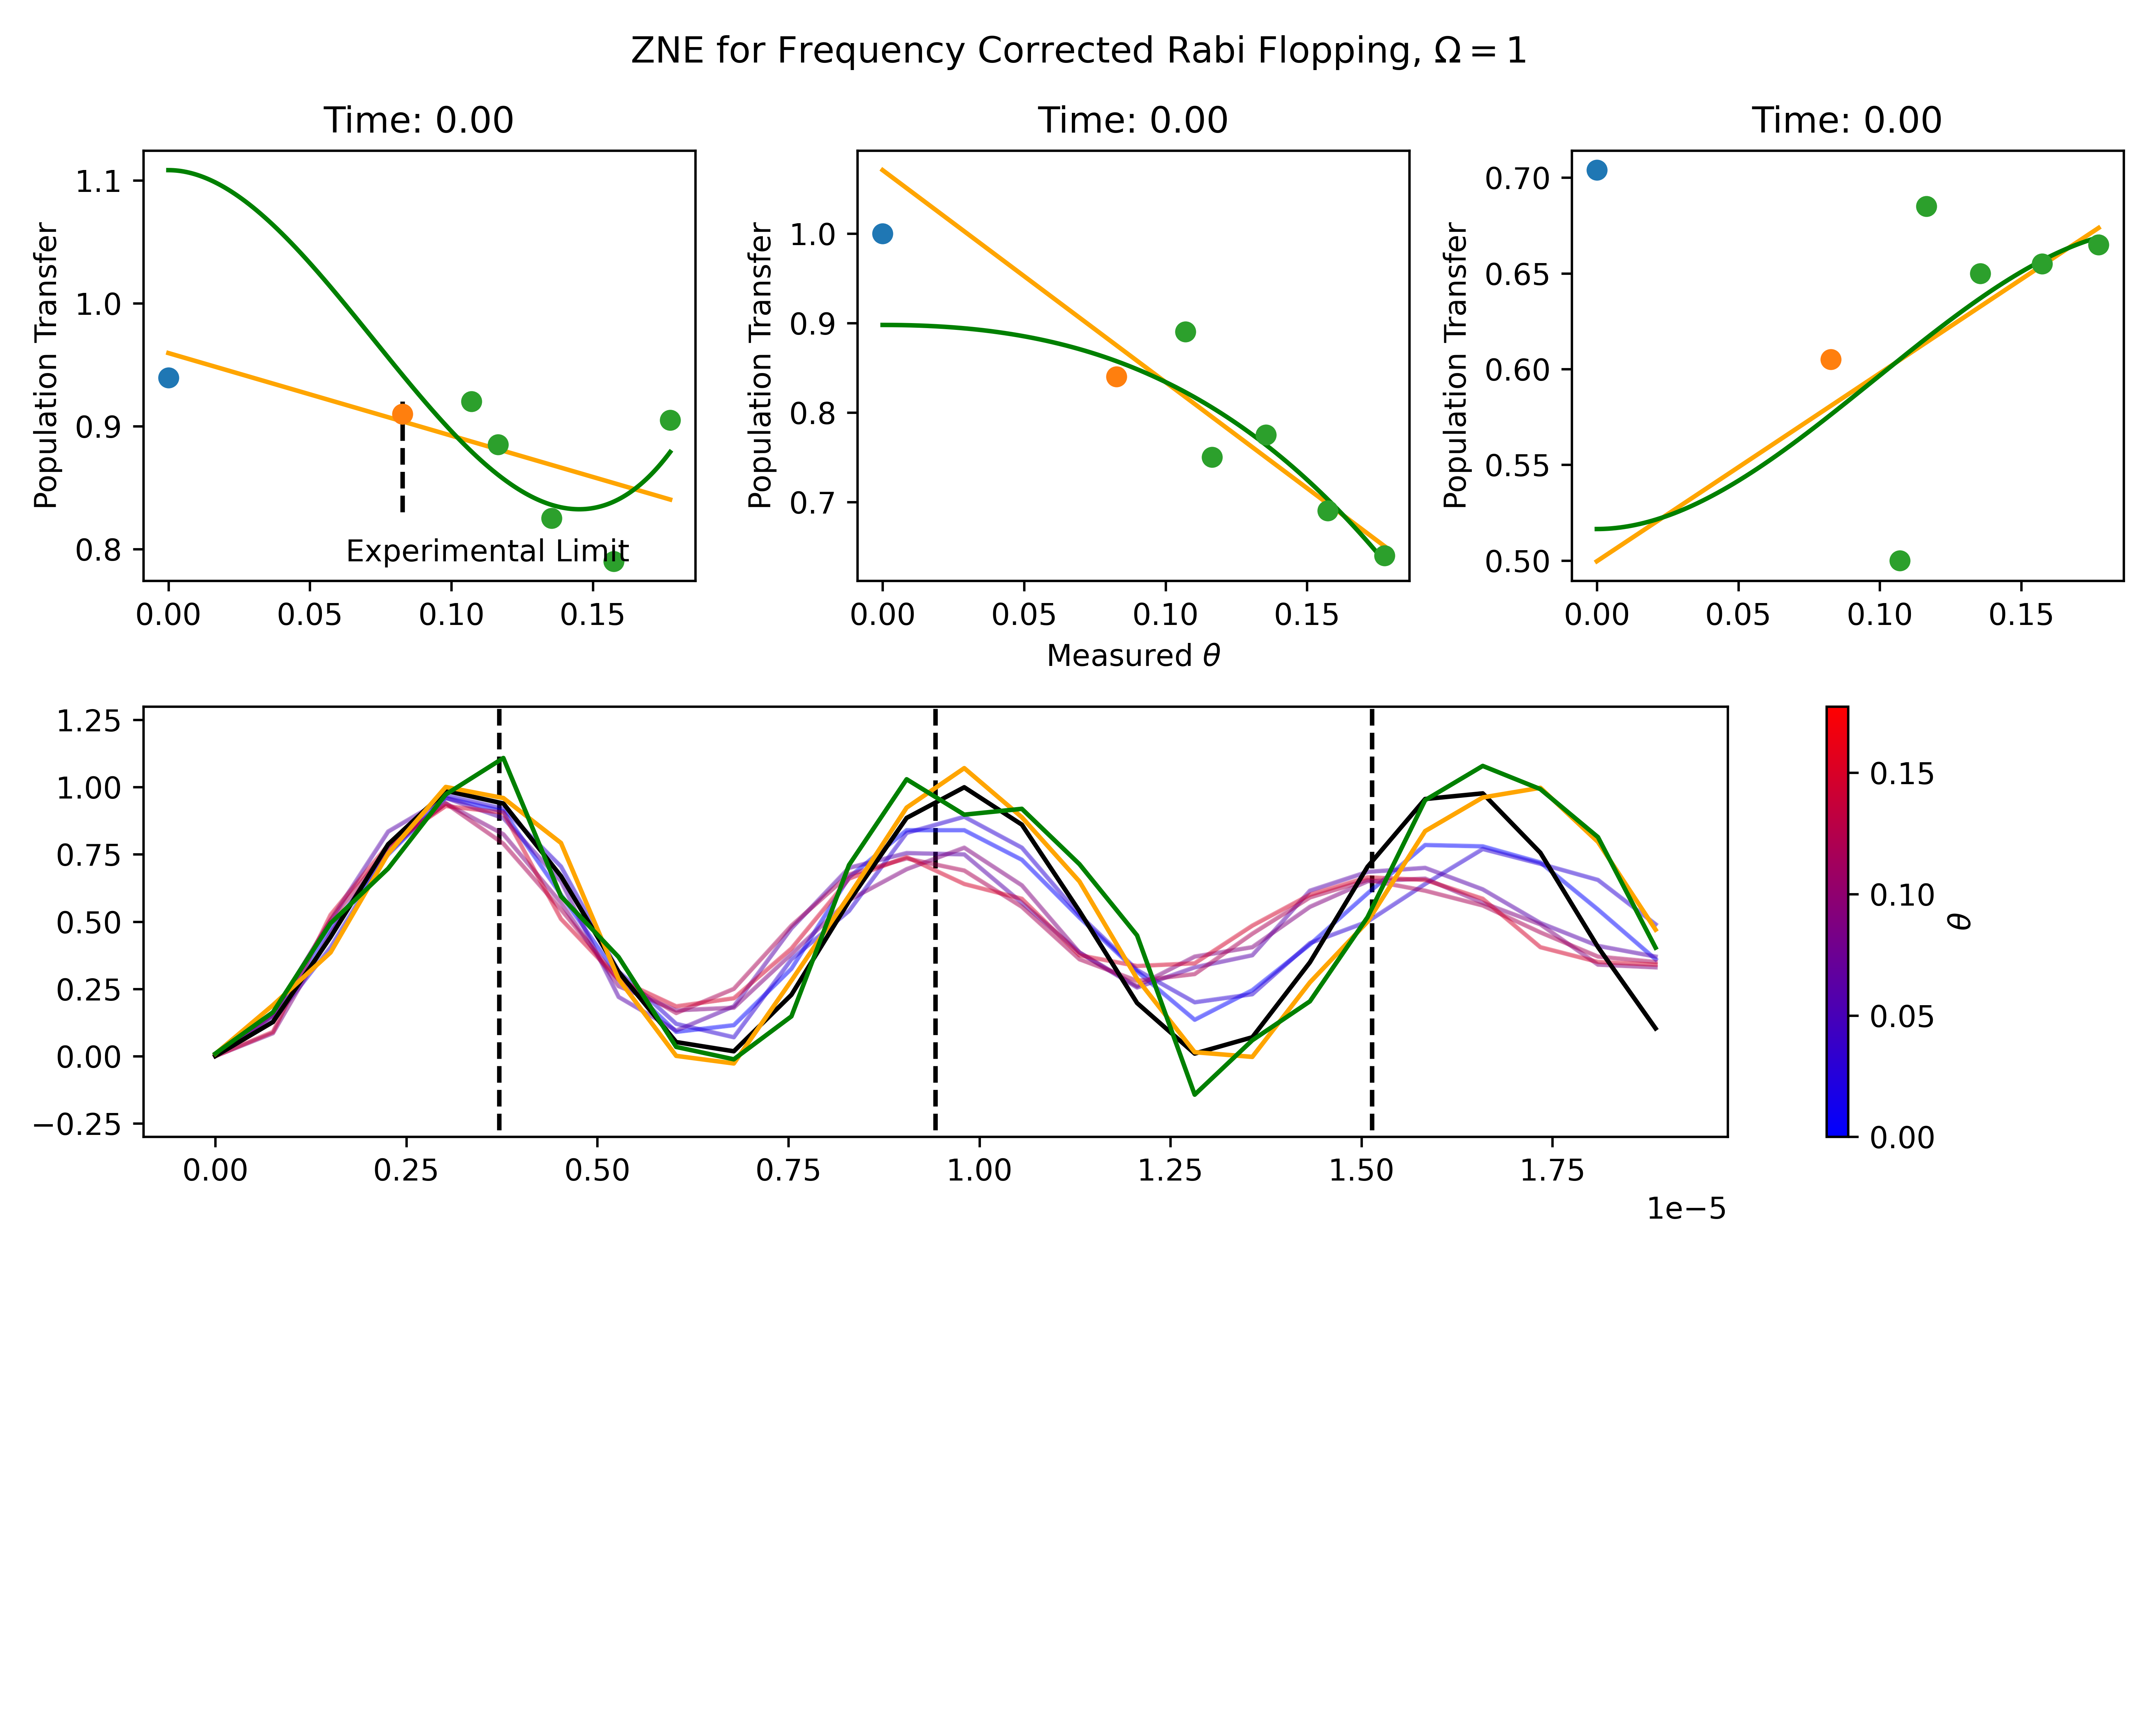 ZNE for Frequency Corrected Rabi Flopping, Ω = 1
Time: 0.00
Time: 0.00
Time: 0.00
Population Transfer
1.1
1.0
0.9
0.8
Experimental Limit
0.00 0.05 0.10 0.15
Population Transfer
1.0
0.9
0.8
0.7
0.00 0.05 0.10 0.15
Measured θ
Population Transfer
0.70
0.65
0.60
0.55
0.50
0.00 0.05 0.10 0.15
1.25
1.00
0.75
0.50
0.25
0.00
−0.25
0.00 0.25 0.50 0.75 1.00 1.25 1.50 1.75
1e−5
0.15
0.10
0.05
0.00
θ